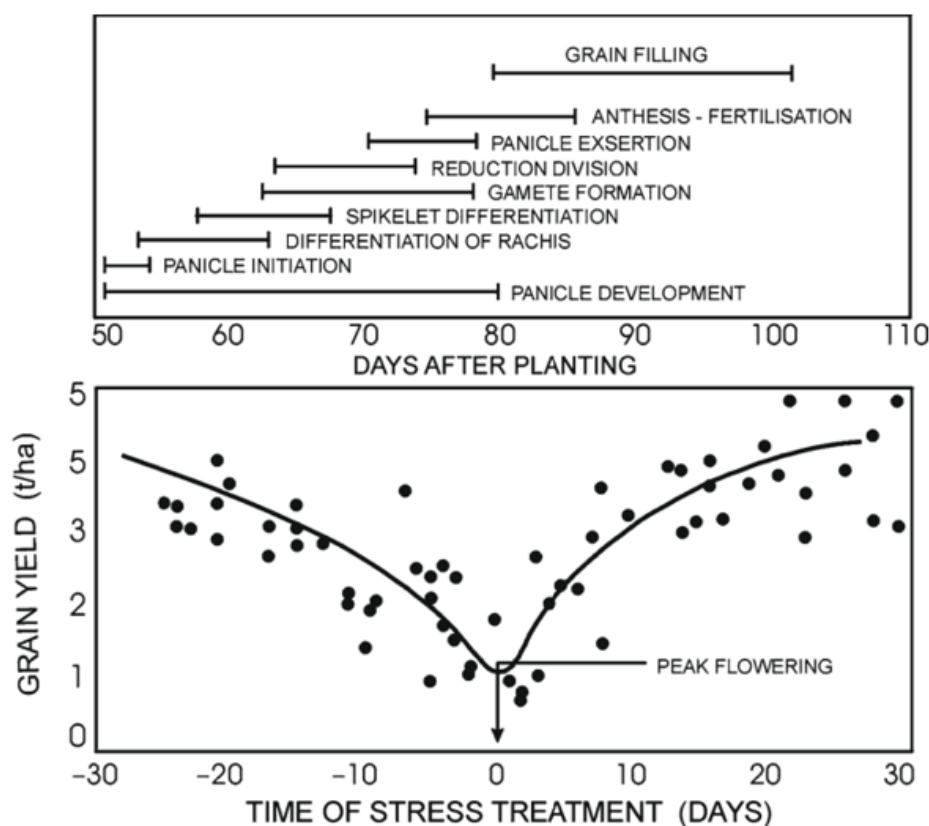 GRAIN FILLING
ANTHESIS - FERTILISATION
PANICLE EXSERTION
REDUCTION DIVISION
GAMETE FORMATION
SPIKELET DIFFERENTIATION
DIFFERENTIATION OF RACHIS
PANICLE INITIATION
PANICLE DEVELOPMENT
50 60 70 80 90 100 110
DAYS AFTER PLANTING
5
5
3
2
1
0
GRAIN YIELD (t/ha)
PEAK FLOWERING
−30 −20 −10 0 10 20 30
TIME OF STRESS TREATMENT (DAYS)